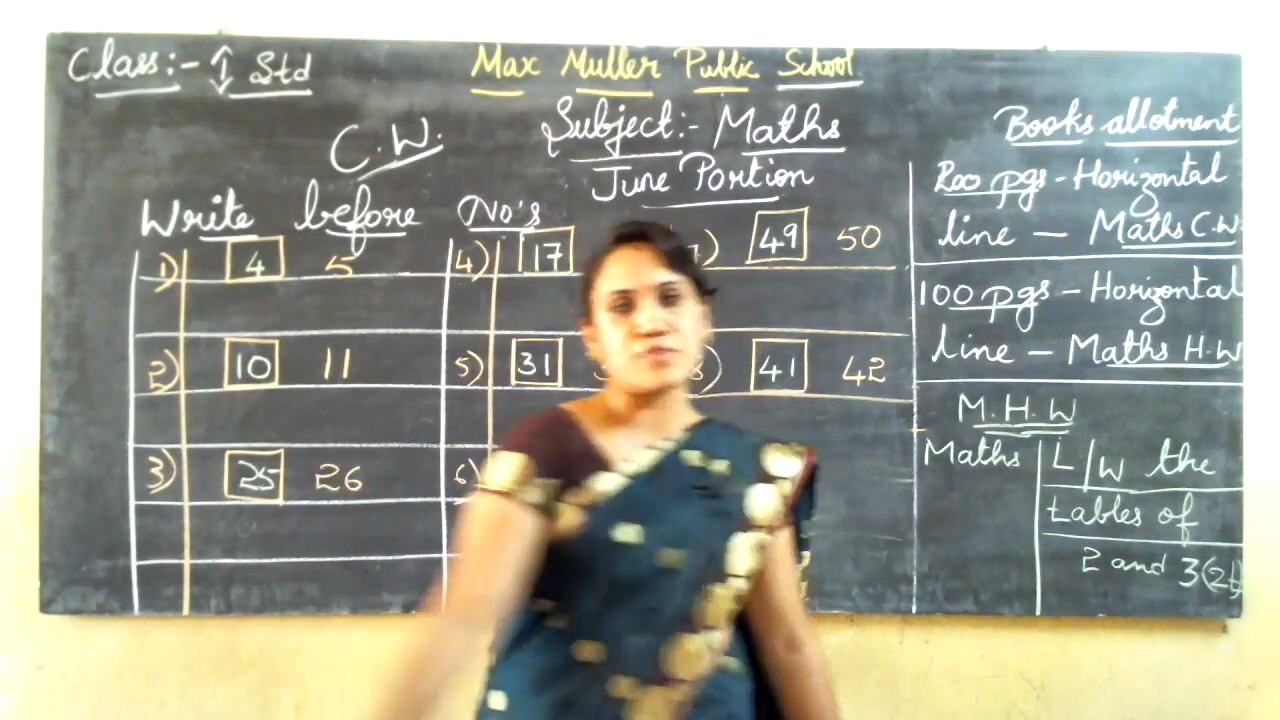 Class:- I Std
Max Muller Public School
Subject:- Maths
June Portion
C.W.
Write before No's
1) 4 5
2) 10 11
3) 25 26
4) 17
5) 31
6)
49 50
41 42
Books allotment
200 pgs - Horizontal
line — Maths C.W.
100 pgs - Horizontal
line — Maths H.W
M.H.W
Maths L/W the
tables of
2 and 3(2t)